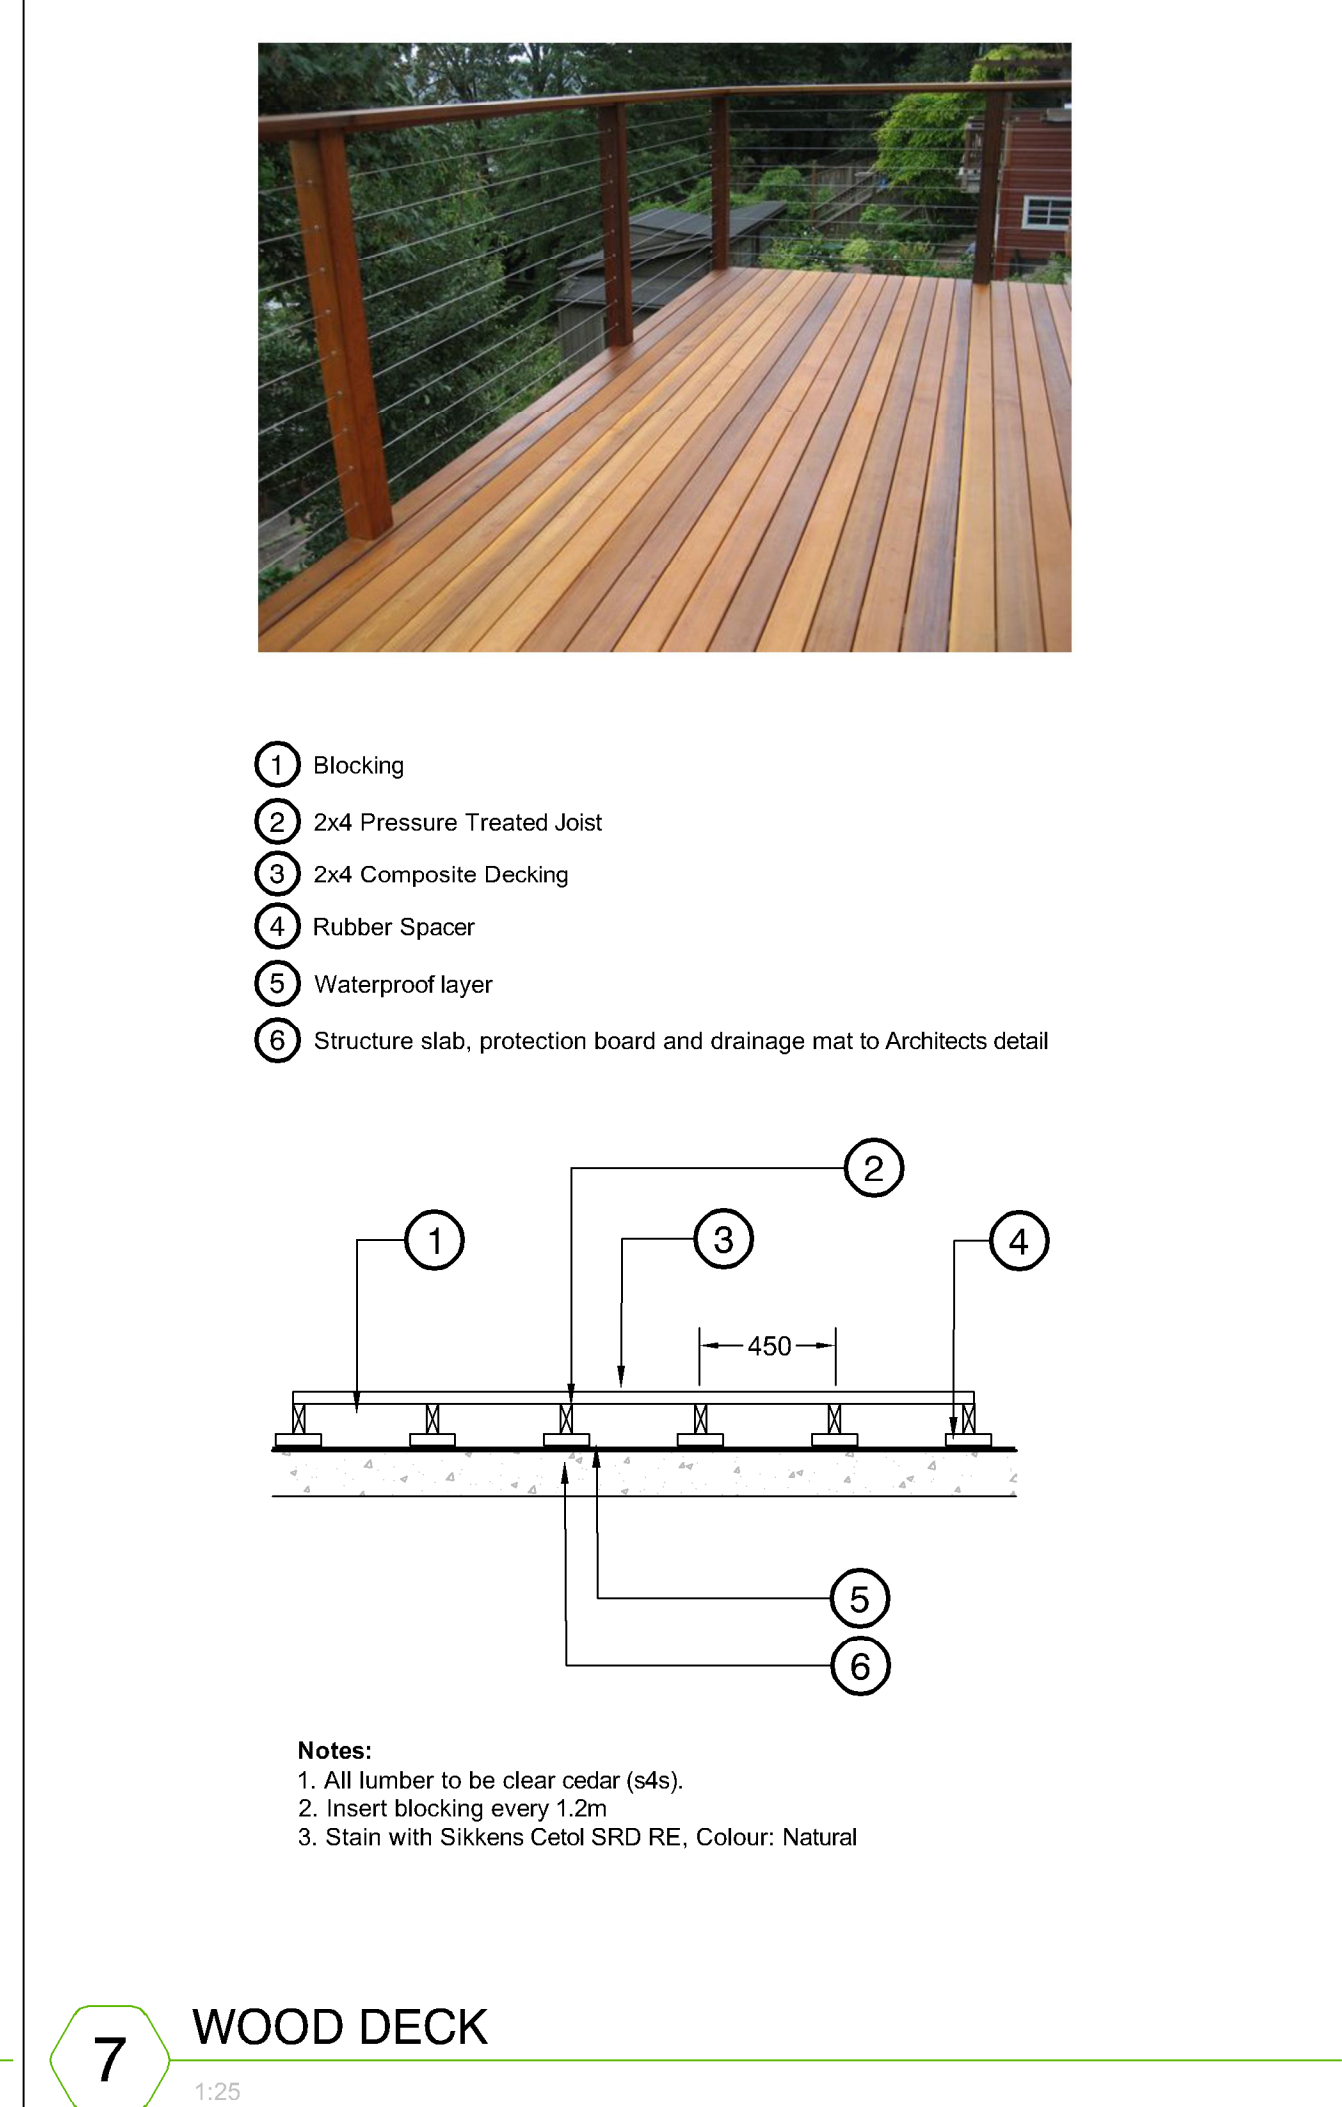 1 Blocking
2 2x4 Pressure Treated Joist
3 2x4 Composite Decking
4 Rubber Spacer
5 Waterproof layer
6 Structure slab, protection board and drainage mat to Architects detail
2
1
3
4
450
5
6
Notes:
1. All lumber to be clear cedar (s4s).
2. Insert blocking every 1.2m
3. Stain with Sikkens Cetol SRD RE, Colour: Natural
7 WOOD DECK
1:25